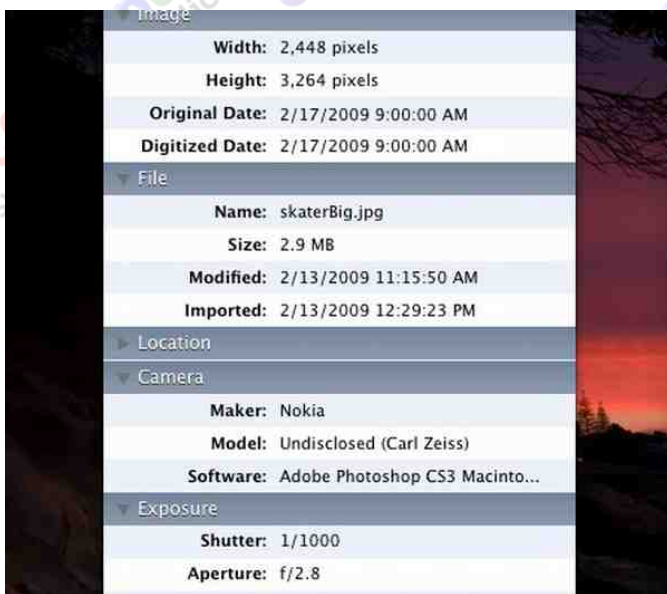 Image
Width: 2,448 pixels
Height: 3,264 pixels
Original Date: 2/17/2009 9:00:00 AM
Digitized Date: 2/17/2009 9:00:00 AM
File
Name: skaterBig.jpg
Size: 2.9 MB
Modified: 2/13/2009 11:15:50 AM
Imported: 2/13/2009 12:29:23 PM
Location
Camera
Maker: Nokia
Model: Undisclosed (Carl Zeiss)
Software: Adobe Photoshop CS3 Macinto...
Exposure
Shutter: 1/1000
Aperture: f/2.8